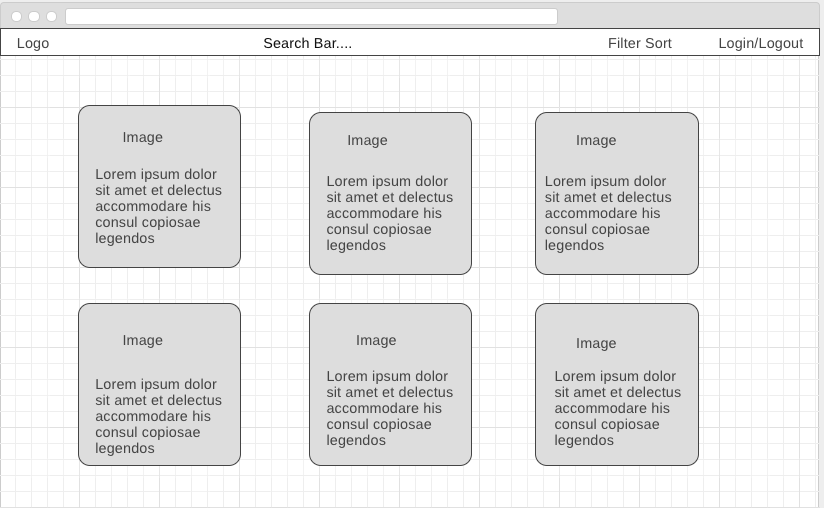 Logo
Search Bar....
Filter Sort
Login/Logout
Image
Lorem ipsum dolor
sit amet et delectus
accommodare his
consul copiosae
legendos
Image
Lorem ipsum dolor
sit amet et delectus
accommodare his
consul copiosae
legendos
Image
Lorem ipsum dolor
sit amet et delectus
accommodare his
consul copiosae
legendos
Image
Lorem ipsum dolor
sit amet et delectus
accommodare his
consul copiosae
legendos
Image
Lorem ipsum dolor
sit amet et delectus
accommodare his
consul copiosae
legendos
Image
Lorem ipsum dolor
sit amet et delectus
accommodare his
consul copiosae
legendos